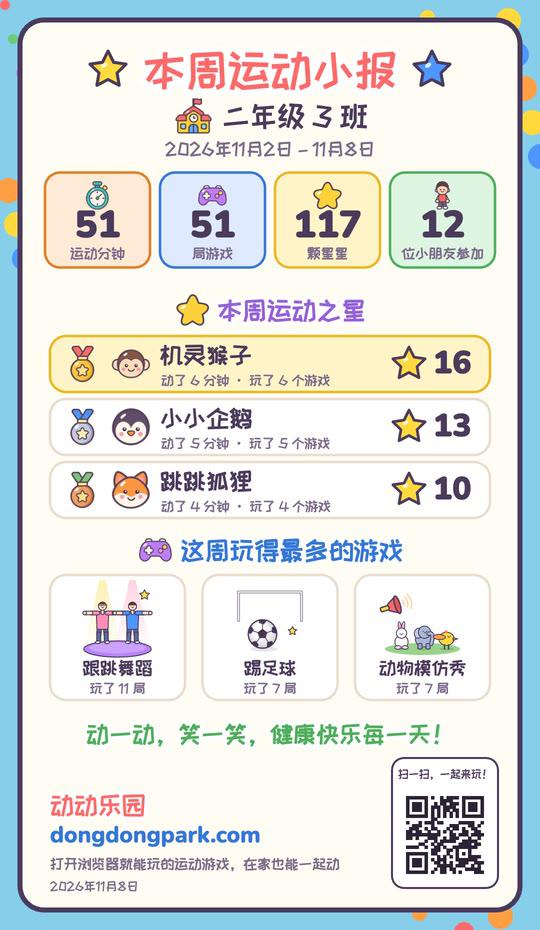 本周运动小报
二年级 3 班
2026年11月2日 - 11月8日
51
运动分钟
51
局游戏
117
颗星星
12
位小朋友参加
本周运动之星
机灵猴子
动了 6 分钟 · 玩了 6 个游戏
16
小小企鹅
动了 5 分钟 · 玩了 5 个游戏
13
跳跳狐狸
动了 4 分钟 · 玩了 4 个游戏
10
这周玩得最多的游戏
跟跳舞蹈
玩了 11 局
踢足球
玩了 7 局
动物模仿秀
玩了 7 局
动一动，笑一笑，健康快乐每一天！
扫一扫，一起来玩！
动动乐园
dongdongpark.com
打开浏览器就能玩的运动游戏，在家也能一起动
2026年11月8日